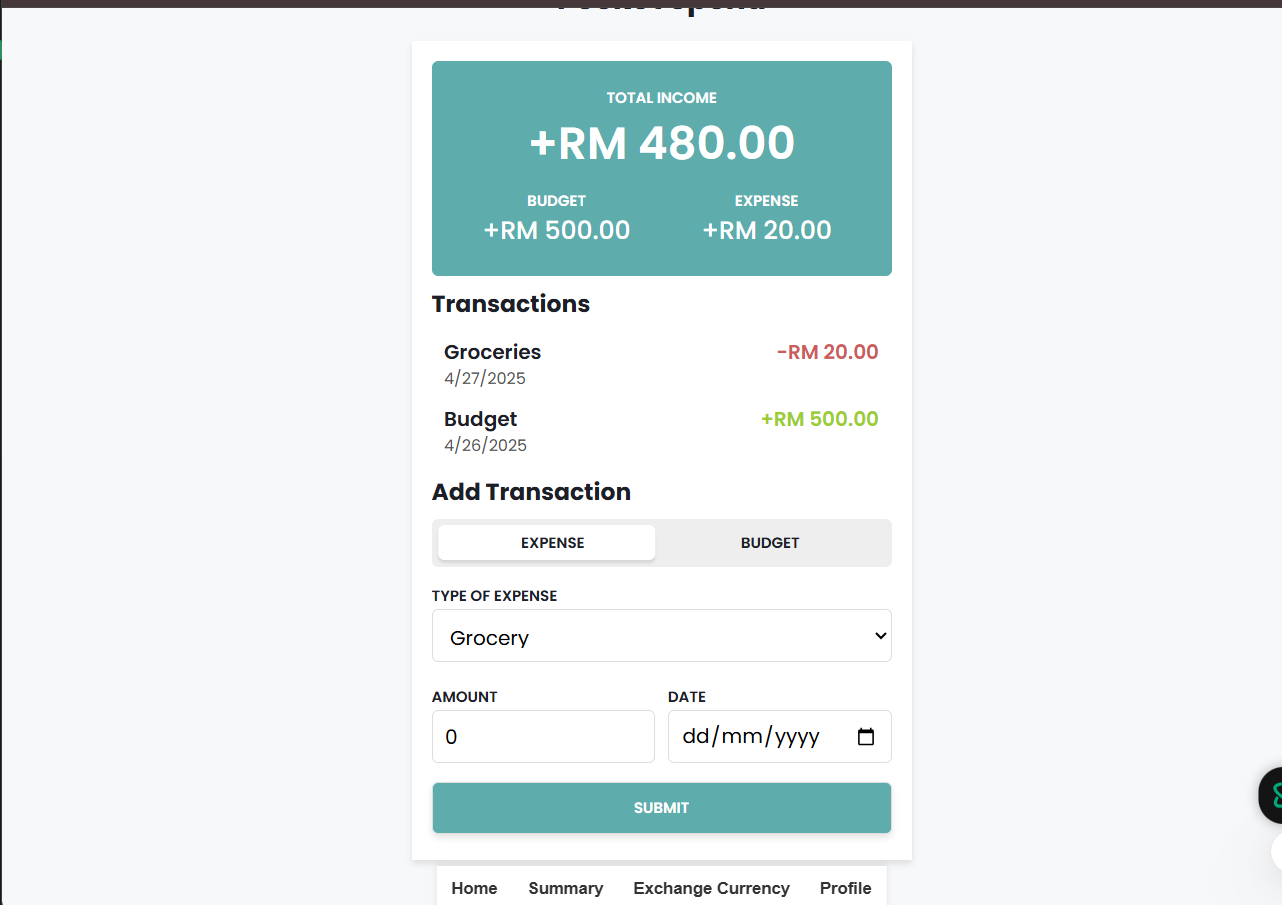 TOTAL INCOME
+RM 480.00
BUDGET EXPENSE
+RM 500.00 +RM 20.00
Transactions
Groceries -RM 20.00
4/27/2025
Budget +RM 500.00
4/26/2025
Add Transaction
EXPENSE BUDGET
TYPE OF EXPENSE
Grocery
AMOUNT DATE
0 dd/mm/yyyy
SUBMIT
Home Summary Exchange Currency Profile